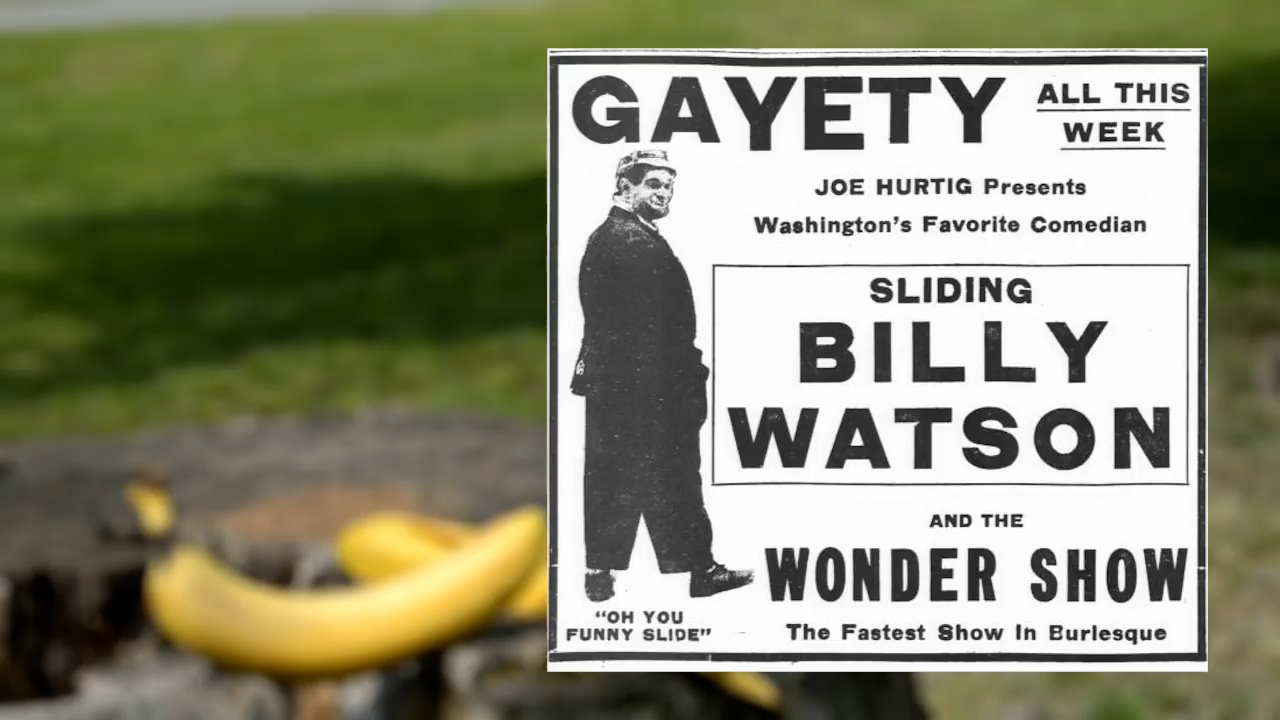 GAYETY
ALL THIS
WEEK
JOE HURTIG Presents
Washington's Favorite Comedian
SLIDING
BILLY
WATSON
AND THE
WONDER SHOW
"OH YOU
FUNNY SLIDE"
The Fastest Show In Burlesque